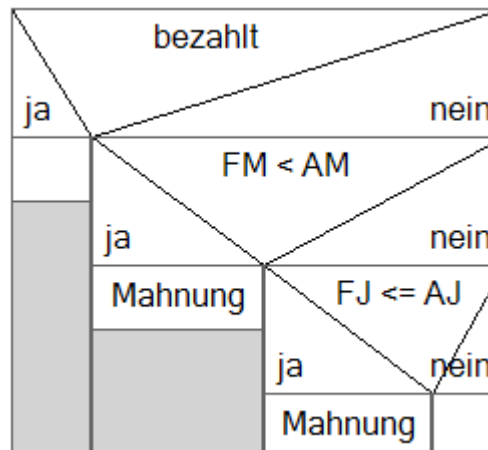 bezahlt
ja
nein
FM < AM
ja
nein
Mahnung
FJ <= AJ
ja
nein
Mahnung